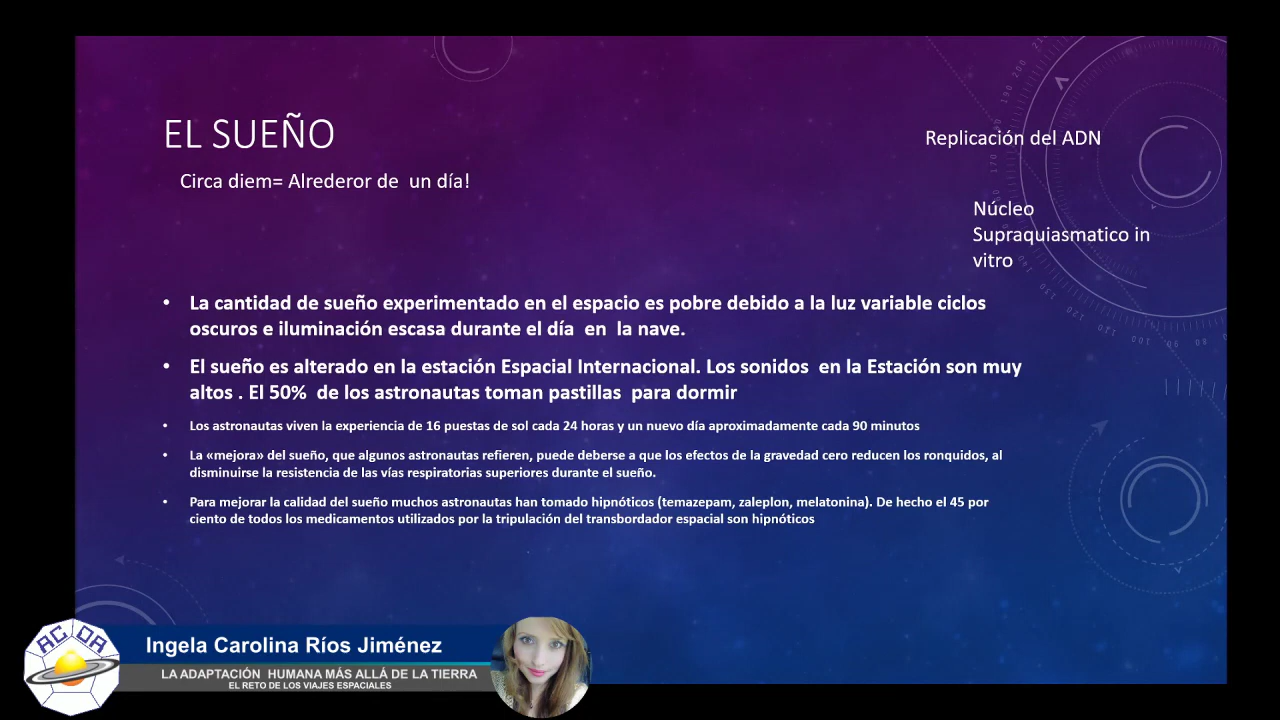 EL SUEÑO
Replicación del ADN
Circa diem= Alrederor de un día!
Núcleo
Supraquiasmatico in
vitro
• La cantidad de sueño experimentado en el espacio es pobre debido a la luz variable ciclos
oscuros e iluminación escasa durante el día en la nave.
• El sueño es alterado en la estación Espacial Internacional. Los sonidos en la Estación son muy
altos . El 50% de los astronautas toman pastillas para dormir
• Los astronautas viven la experiencia de 16 puestas de sol cada 24 horas y un nuevo día aproximadamente cada 90 minutos
• La «mejora» del sueño, que algunos astronautas refieren, puede deberse a que los efectos de la gravedad cero reducen los ronquidos, al
disminuirse la resistencia de las vías respiratorias superiores durante el sueño.
• Para mejorar la calidad del sueño muchos astronautas han tomado hipnóticos (temazepam, zaleplon, melatonina). De hecho el 45 por
ciento de todos los medicamentos utilizados por la tripulación del transbordador espacial son hipnóticos
ACDA
Ingela Carolina Ríos Jiménez
LA ADAPTACIÓN HUMANA MÁS ALLÁ DE LA TIERRA
EL RETO DE LOS VIAJES ESPACIALES